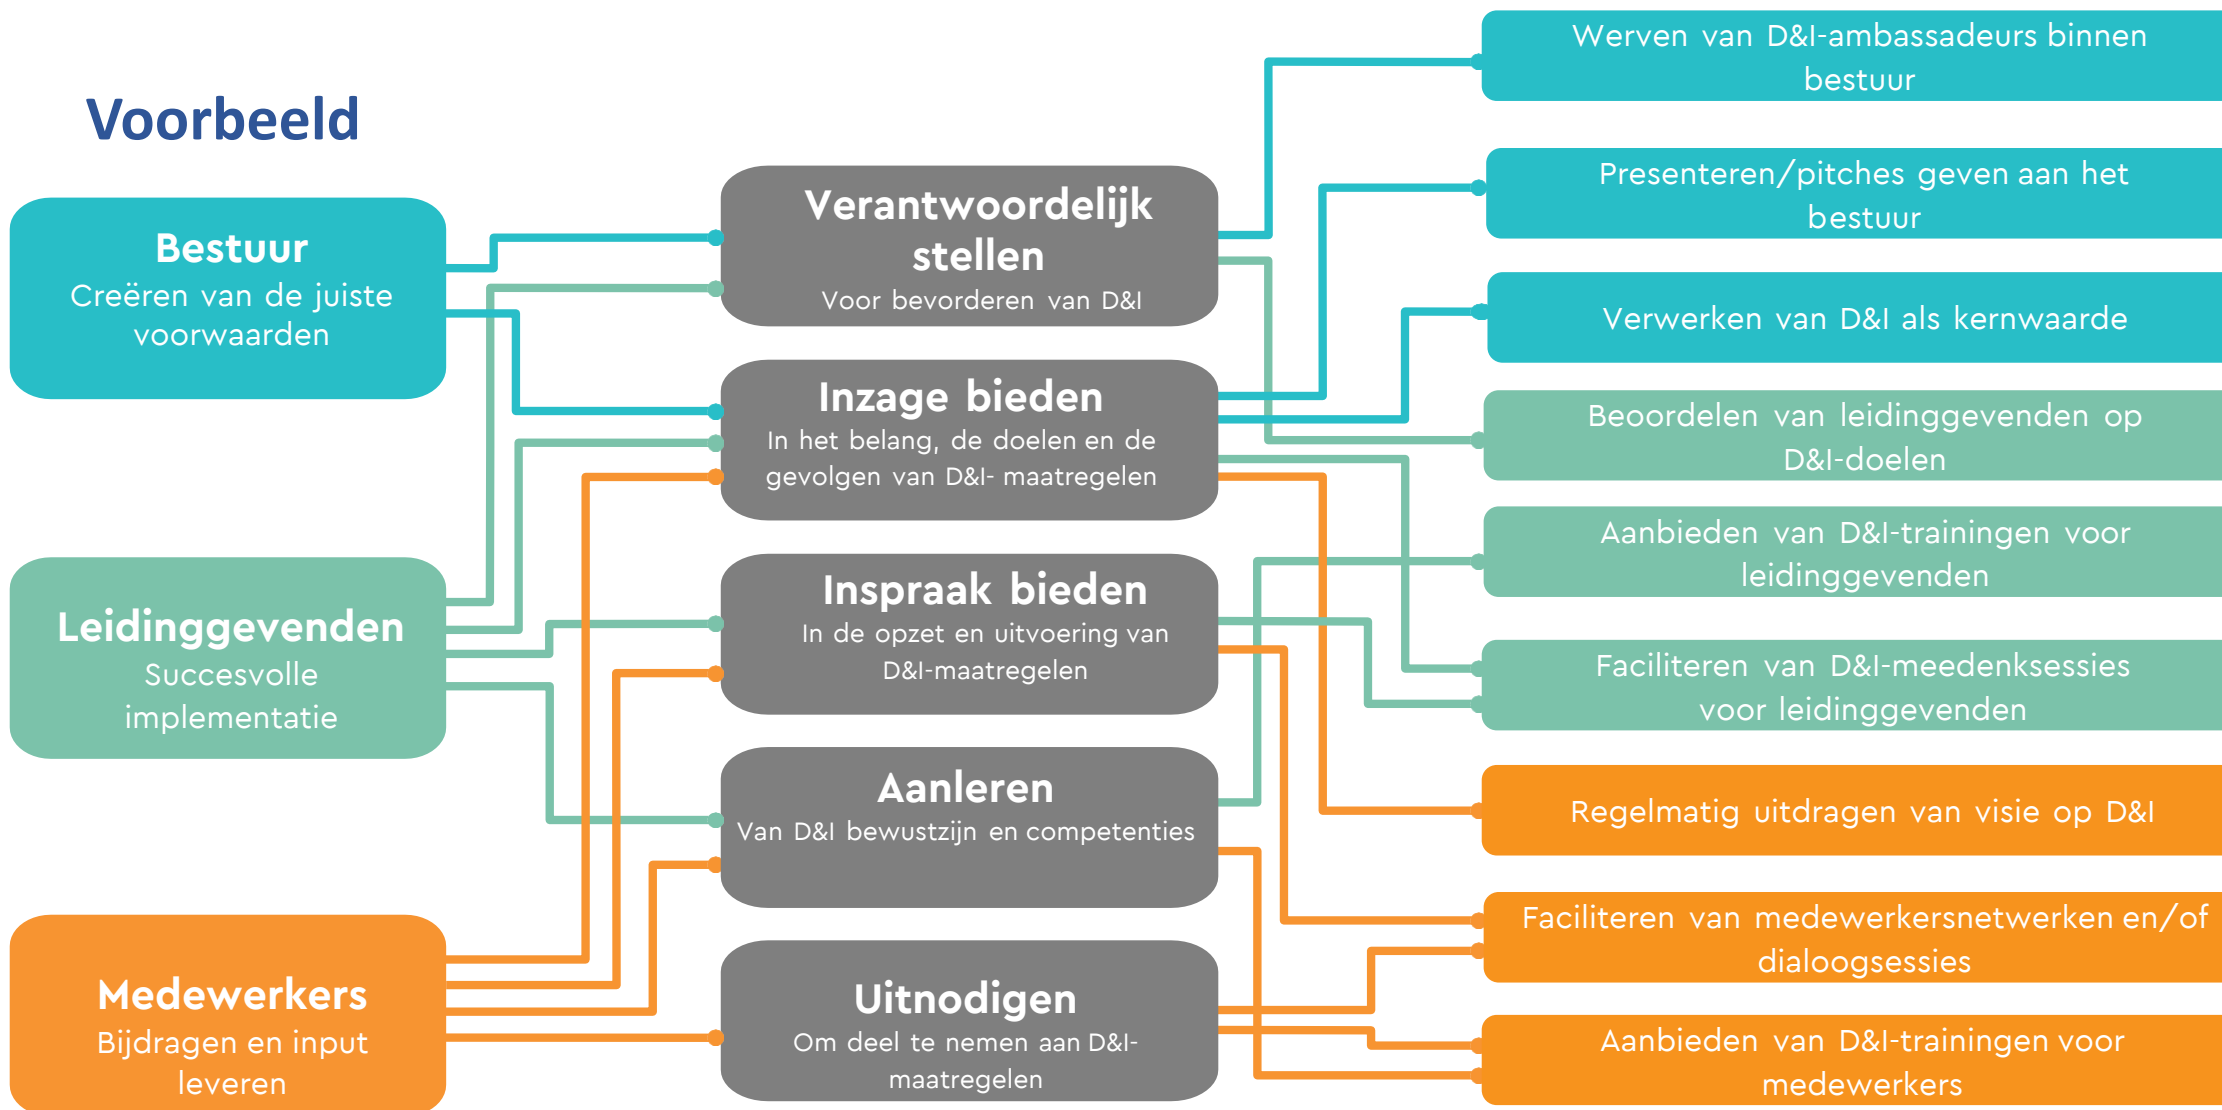 Voorbeeld
Bestuur
Creëren van de juiste
voorwaarden
Leidinggevenden
Succesvolle
implementatie
Medewerkers
Bijdragen en input
leveren
Verantwoordelijk
stellen
Voor bevorderen van D&I
Inzage bieden
In het belang, de doelen en de
gevolgen van D&I- maatregelen
Inspraak bieden
In de opzet en uitvoering van
D&I-maatregelen
Aanleren
Van D&I bewustzijn en competenties
Uitnodigen
Om deel te nemen aan D&I-
maatregelen
Werven van D&I-ambassadeurs binnen
bestuur
Presenteren/pitches geven aan het
bestuur
Verwerken van D&I als kernwaarde
Beoordelen van leidinggevenden op
D&I-doelen
Aanbieden van D&I-trainingen voor
leidinggevenden
Faciliteren van D&I-meedenksessies
voor leidinggevenden
Regelmatig uitdragen van visie op D&I
Faciliteren van medewerkersnetwerken en/of
dialoogsessies
Aanbieden van D&I-trainingen voor
medewerkers